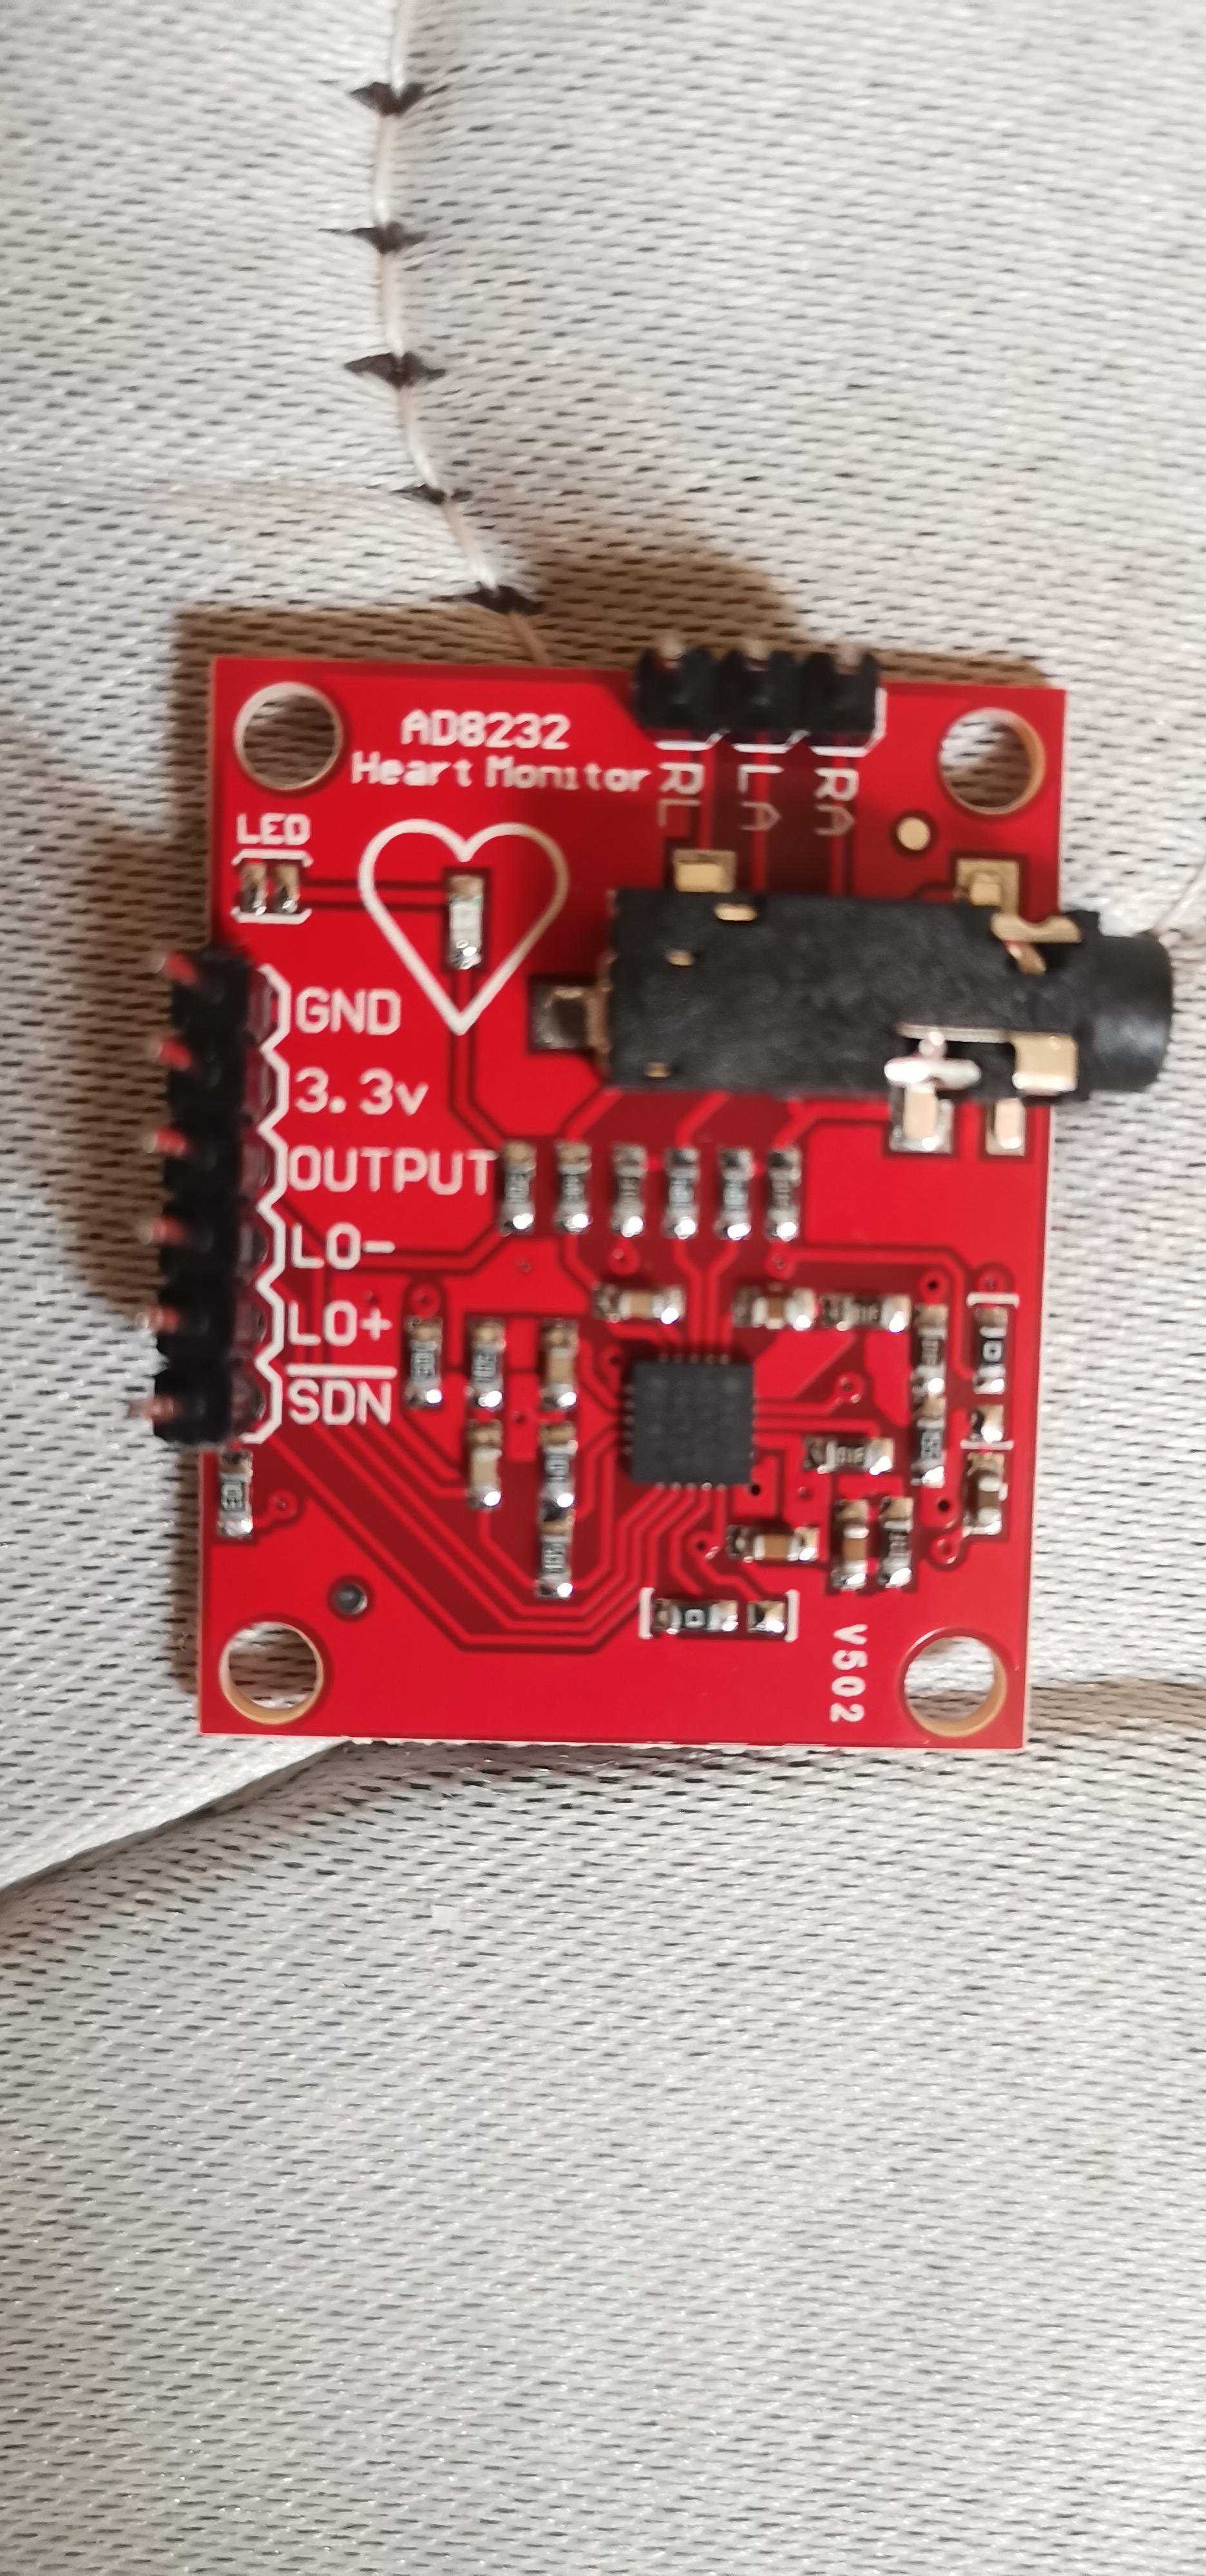 AD8232
Heart Monitor
RL
LA
RA
LED
GND
3.3v
OUTPUT
LO-
LO+
SDN
V502